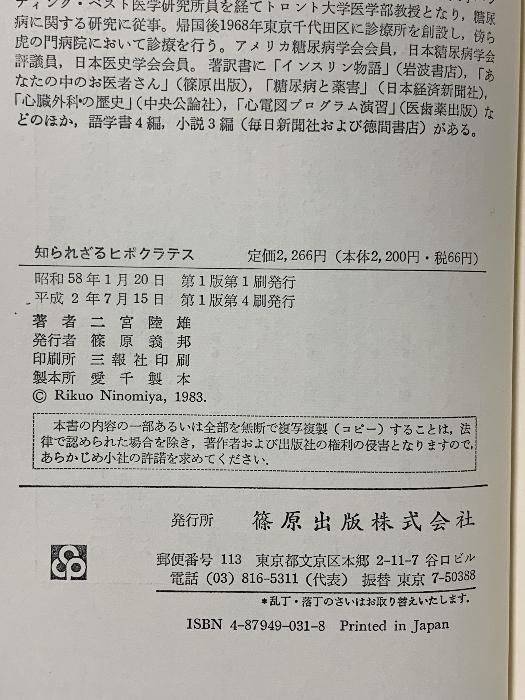 ティング・ベスト医学研究所員を経てトロント大学医学部教授となり，糖尿
病に関する研究に従事。帰国後1968年東京千代田区に診療所を創設し，傍ら
虎の門病院において診療を行う。アメリカ糖尿病学会会員，日本糖尿病学会
評議員，日本医史学会会員。著訳書に「インスリン物語」（岩波書店），「あ
なたの中のお医者さん」（篠原出版），「糖尿病と薬害」（日本経済新聞社），
「心臓外科の歴史」（中央公論社），「心電図プログラム演習」（医歯薬出版）な
どのほか，語学書4編，小説3編（毎日新聞社および徳間書店）がある。
知られざるヒポクラテス 定価2,266円（本体2,200円・税66円）
昭和58年1月20日 第1版第1刷発行
平成2年7月15日 第1版第4刷発行
著者 二宮陸雄
発行者 篠原義邦
印刷所 三報社印刷
製本所 愛千製本
© Rikuo Ninomiya, 1983.
本書の内容の一部あるいは全部を無断で複写複製（コピー）することは，法
律で認められた場合を除き，著作者および出版社の権利の侵害となりますので，
あらかじめ小社の許諾を求めてください．
発行所 篠原出版株式会社
郵便番号 113 東京都文京区本郷 2-11-7 谷口ビル
電話 (03) 816-5311 (代表) 振替 東京 7-50388
*乱丁・落丁のさいはお取り替えいたします．
ISBN 4-87949-031-8 Printed in Japan